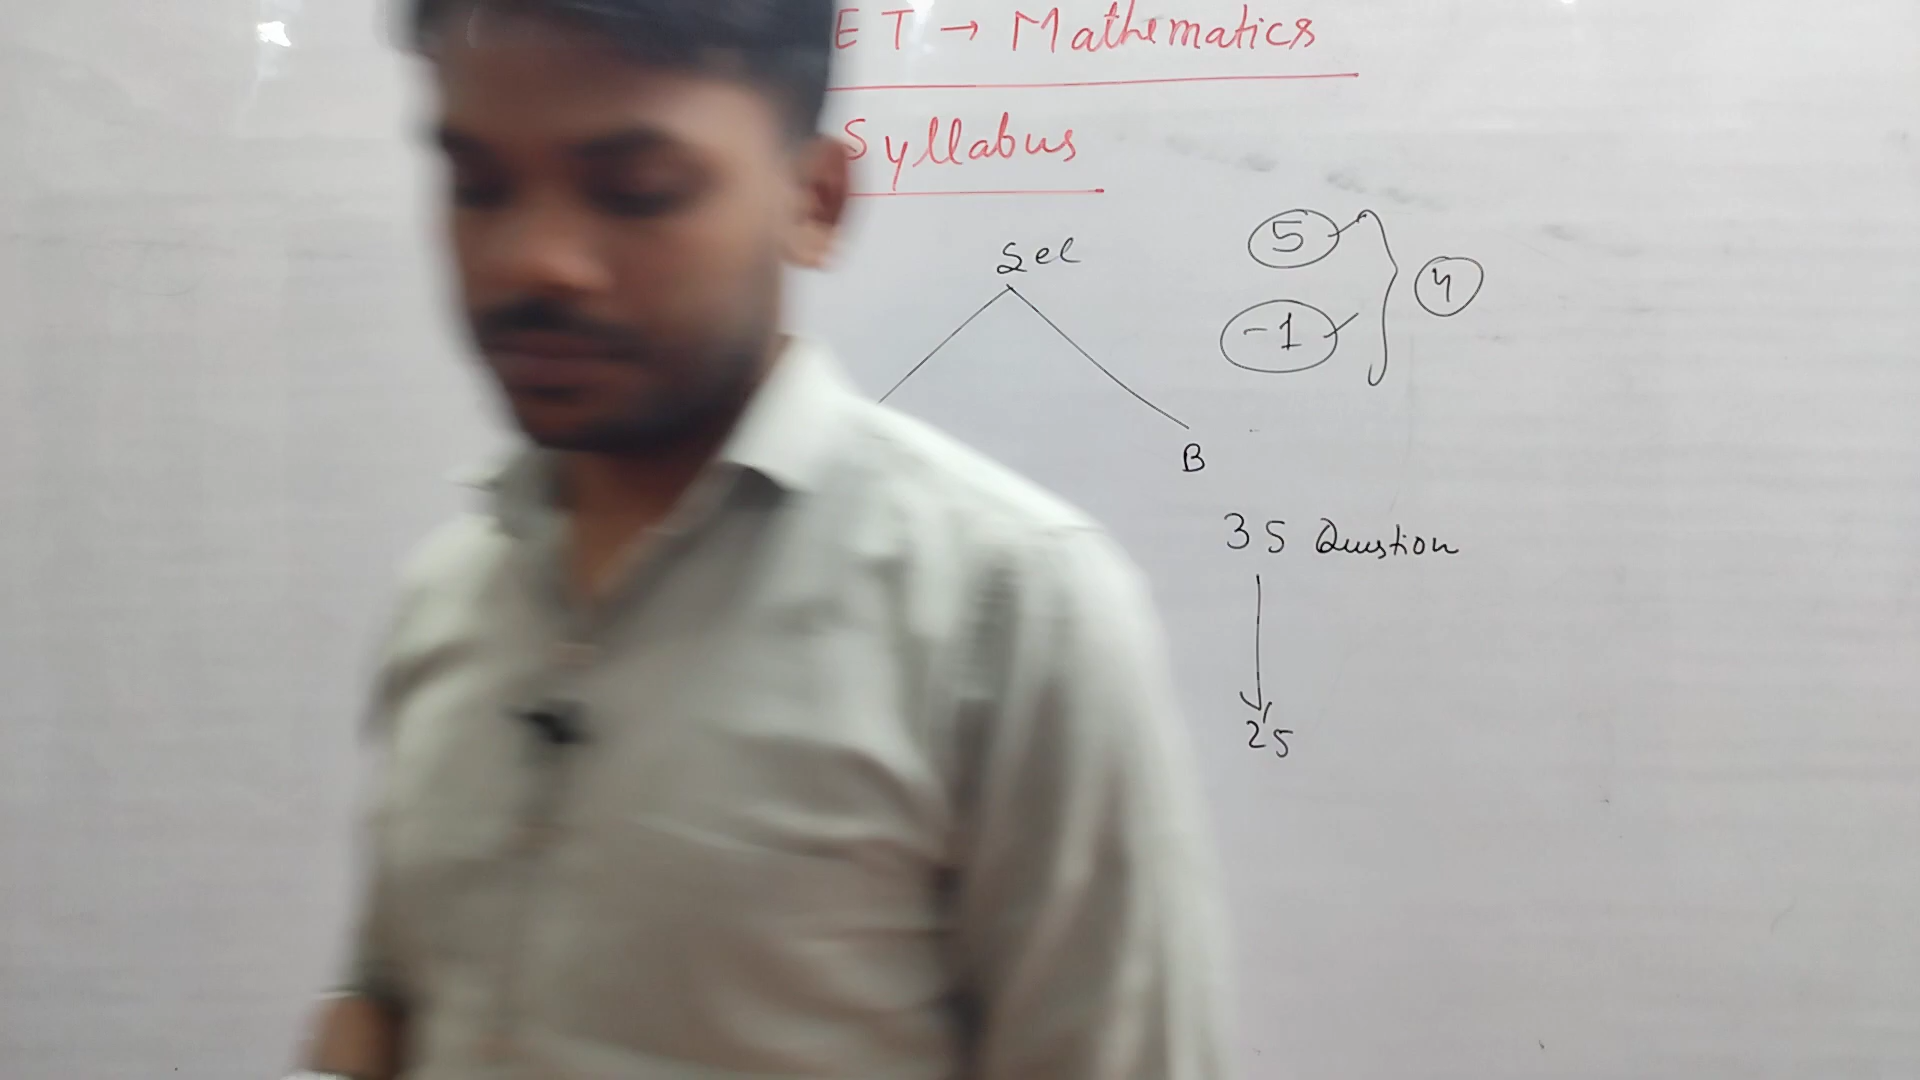 ET → Mathematics
Syllabus
Sec
5
-1
4
B
35 Question
25